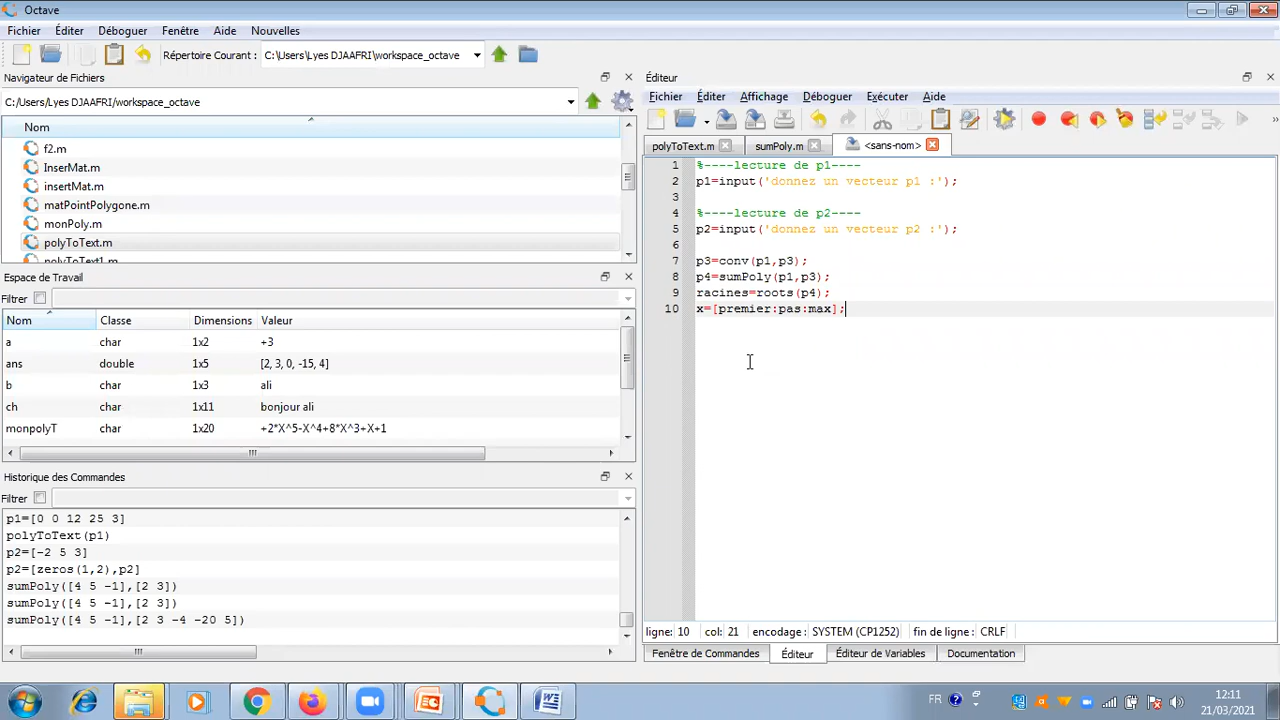 Octave
Fichier Éditer Déboguer Fenêtre Aide Nouvelles
Répertoire Courant : C:\Users\Lyes DJAAFRI\workspace_octave
Navigateur de Fichiers
C:/Users/Lyes DJAAFRI/workspace_octave
Nom
f2.m
InserMat.m
insertMat.m
matPointPolygone.m
monPoly.m
polyToText.m
polyToText1.m
Espace de Travail
Filtrer
Nom Classe Dimensions Valeur
a char 1x2 +3
ans double 1x5 [2, 3, 0, -15, 4]
b char 1x3 ali
ch char 1x11 bonjour ali
monpolyT char 1x20 +2*X^5-X^4+8*X^3+X+1
Historique des Commandes
Filtrer
p1=[0 0 12 25 3]
polyToText(p1)
p2=[-2 5 3]
p2=[zeros(1,2),p2]
sumPoly([4 5 -1],[2 3])
sumPoly([4 5 -1],[2 3])
sumPoly([4 5 -1],[2 3 -4 -20 5])
Éditeur
Fichier Éditer Affichage Déboguer Exécuter Aide
polyToText.m sumPoly.m <sans-nom>
1 %----lecture de p1----
2 p1=input('donnez un vecteur p1 :');
3
4 %----lecture de p2----
5 p2=input('donnez un vecteur p2 :');
6
7 p3=conv(p1,p3);
8 p4=sumPoly(p1,p3);
9 racines=roots(p4);
10 x=[premier:pas:max];
ligne: 10 col: 21 encodage : SYSTEM (CP1252) fin de ligne : CRLF
Fenêtre de Commandes Éditeur Éditeur de Variables Documentation
FR 12:11
21/03/2021